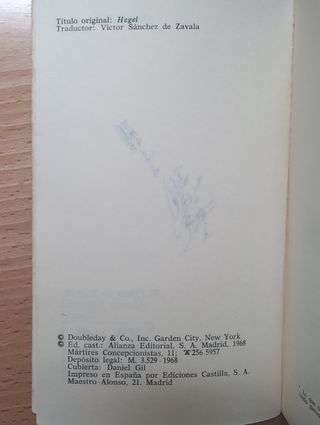 Título original: Hegel
Traductor: Víctor Sánchez de Zavala
© Doubleday & Co., Inc. Garden City, New York
© Ed. cast.: Alianza Editorial, S. A. Madrid, 1968
Mártires Concepcionistas, 11; ☎ 256 5957
Depósito legal: M. 3.529-1968
Cubierta: Daniel Gil
Impreso en España por Ediciones Castilla, S. A.
Maestro Alonso, 21. Madrid